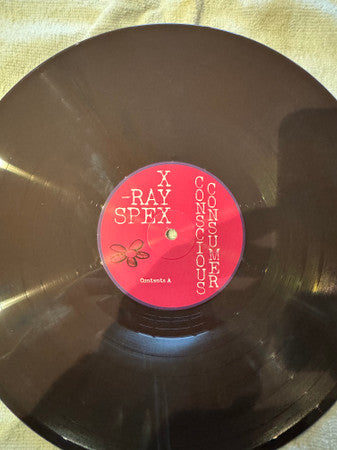 X
-RAY
SPEX
CONSCIOUS
CONSUMER
Contents A